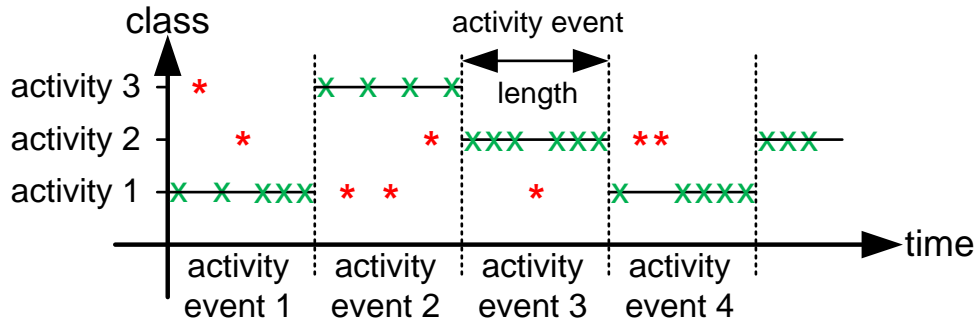 class
activity event
length
activity 3
activity 2
activity 1
time
activity
event 1
activity
event 2
activity
event 3
activity
event 4